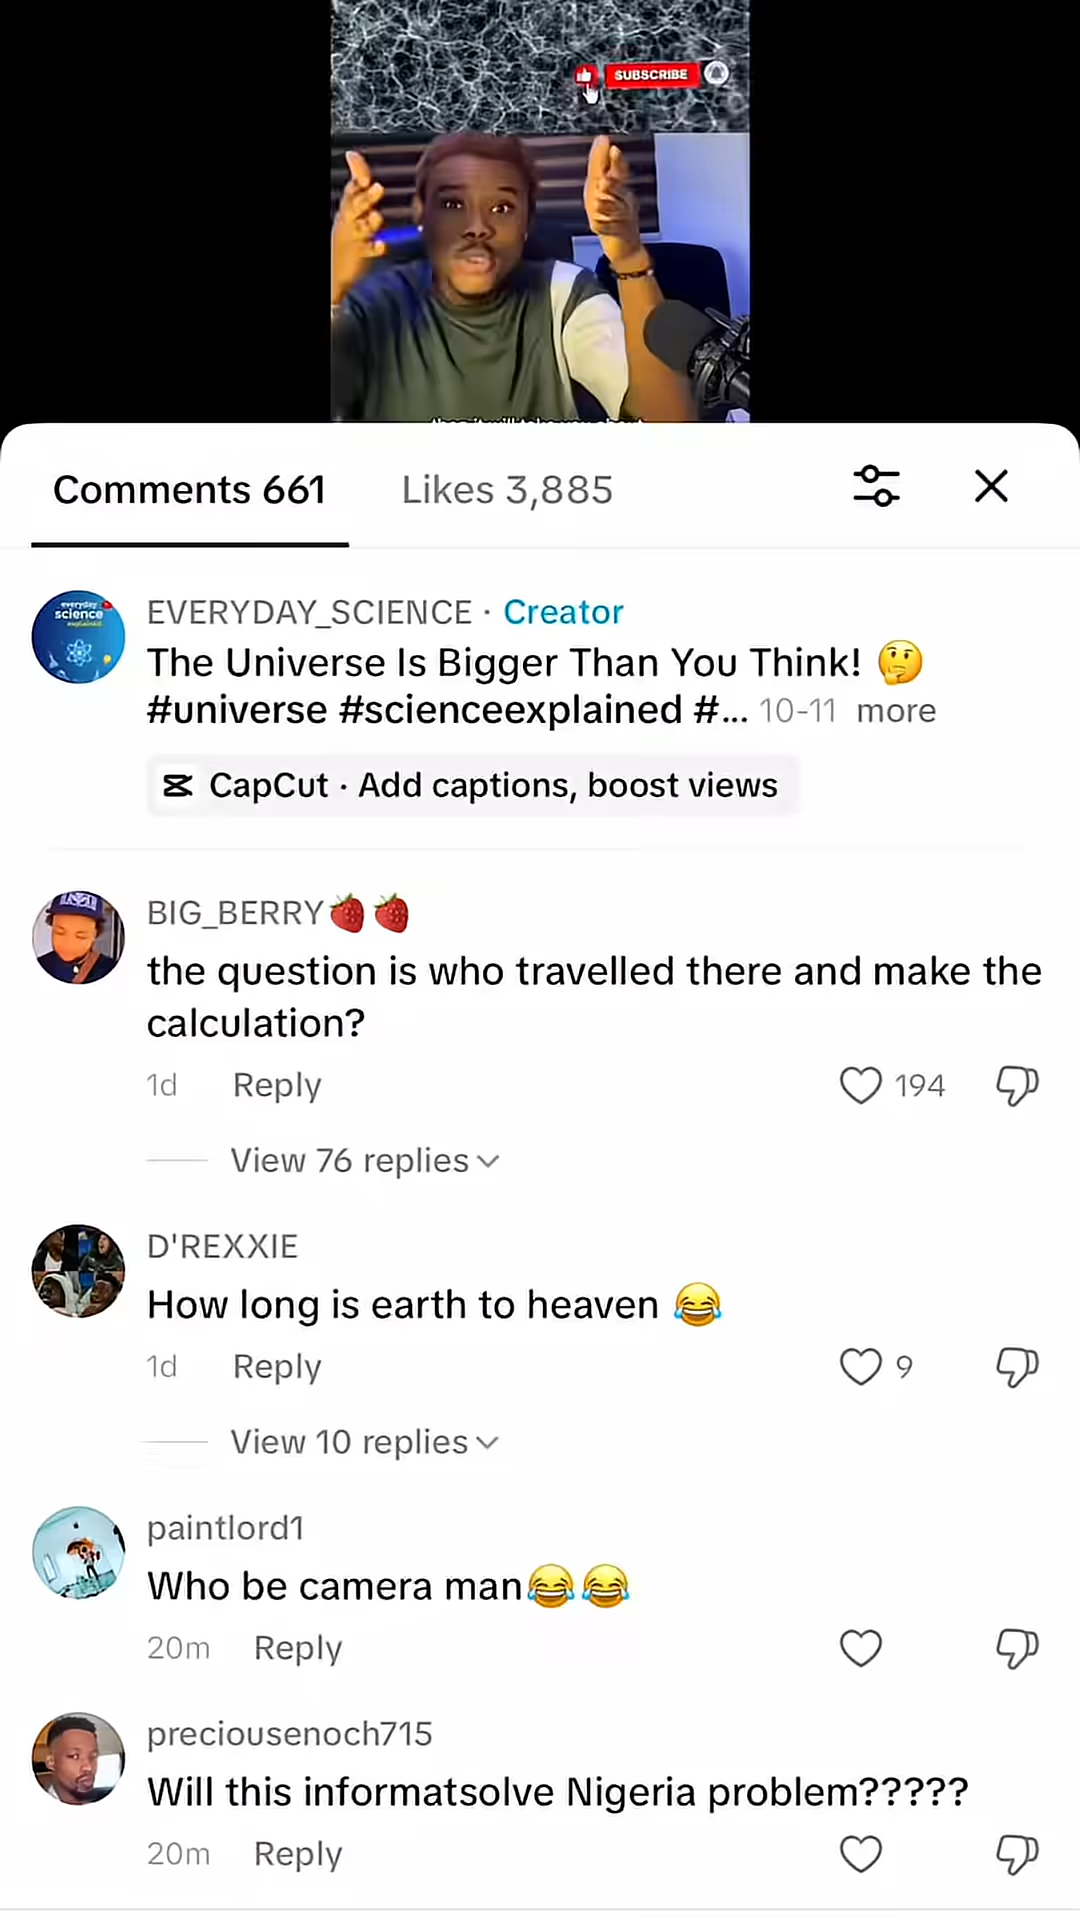 SUBSCRIBE
Comments 661
Likes 3,885
everyday
science
explained
EVERYDAY_SCIENCE · Creator
The Universe Is Bigger Than You Think! 🤔
#universe #scienceexplained #... 10-11 more
CapCut · Add captions, boost views
BIG_BERRY🍓🍓
the question is who travelled there and make the
calculation?
1d Reply 194
View 76 replies
D'REXXIE
How long is earth to heaven 😂
1d Reply 9
View 10 replies
paintlord1
Who be camera man😂😂
20m Reply
preciousenoch715
Will this informatsolve Nigeria problem?????
20m Reply